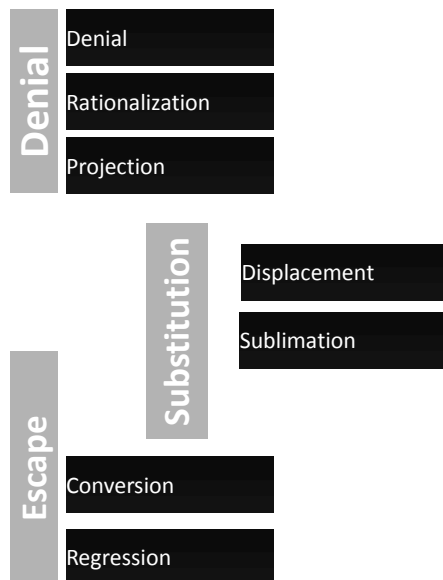 Denial
Denial
Rationalization
Projection
Substitution
Displacement
Sublimation
Escape
Conversion
Regression